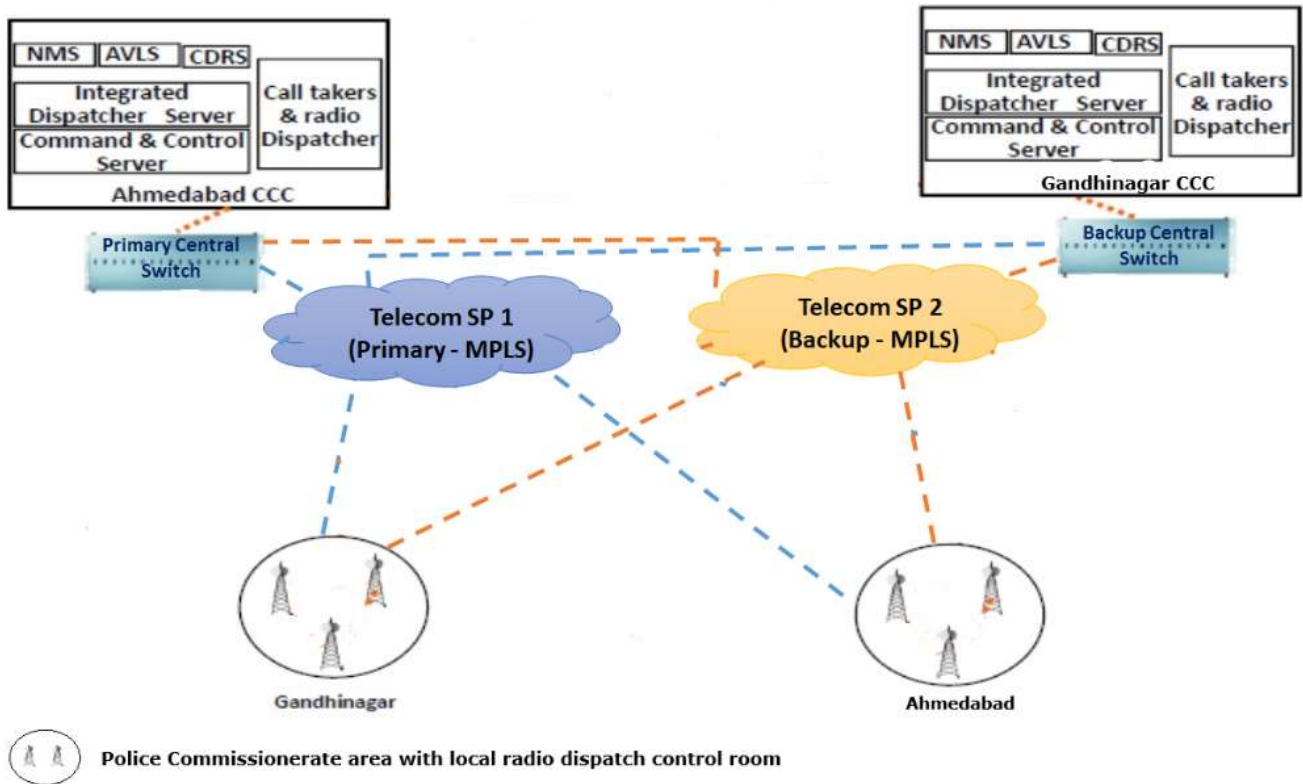 NMS AVLS CDRS
Integrated
Dispatcher Server
Command & Control
Server
Call takers
& radio
Dispatcher
Ahmedabad CCC
NMS AVLS CDRS
Integrated
Dispatcher Server
Command & Control
Server
Call takers
& radio
Dispatcher
Gandhinagar CCC
Primary Central
Switch
Backup Central
Switch
Telecom SP 1
(Primary - MPLS)
Telecom SP 2
(Backup - MPLS)
Gandhinagar
Ahmedabad
Police Commissionerate area with local radio dispatch control room